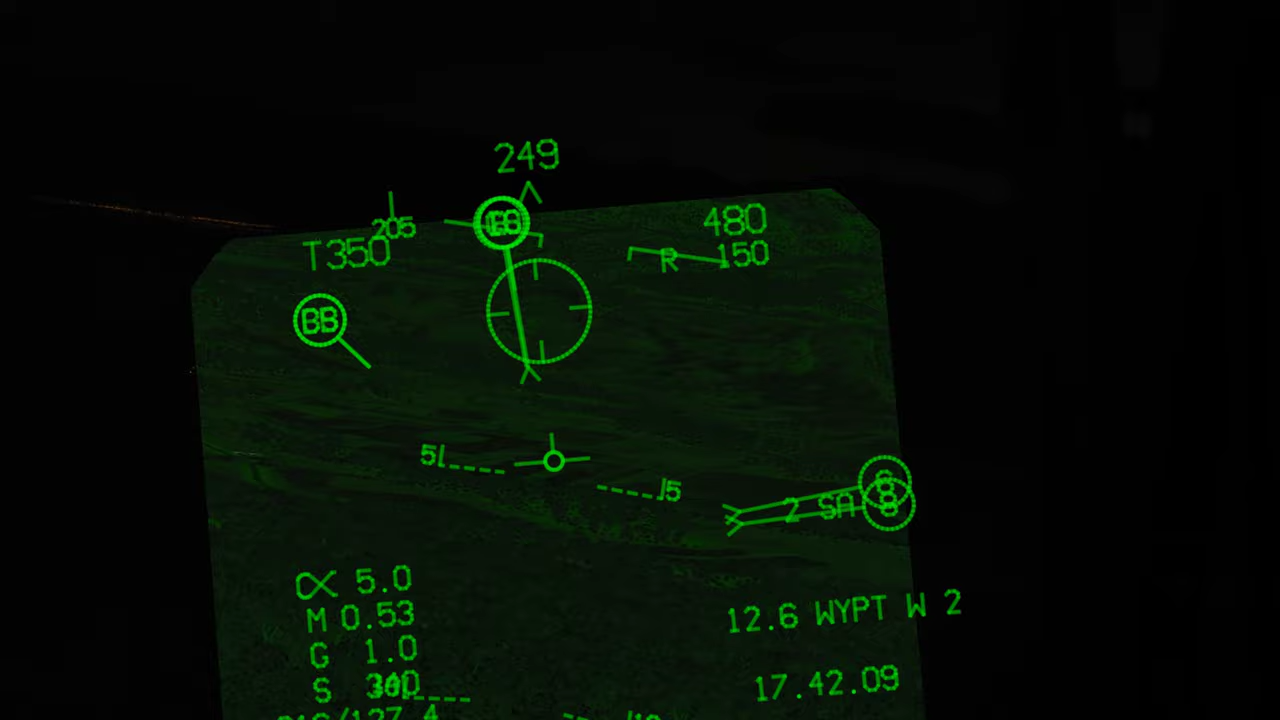 249
205
T350
480
R 150
BB
5
5
2 SA
8
α 5.0
M 0.53
G 1.0
S
12.6 WYPT W 2
17.42.09